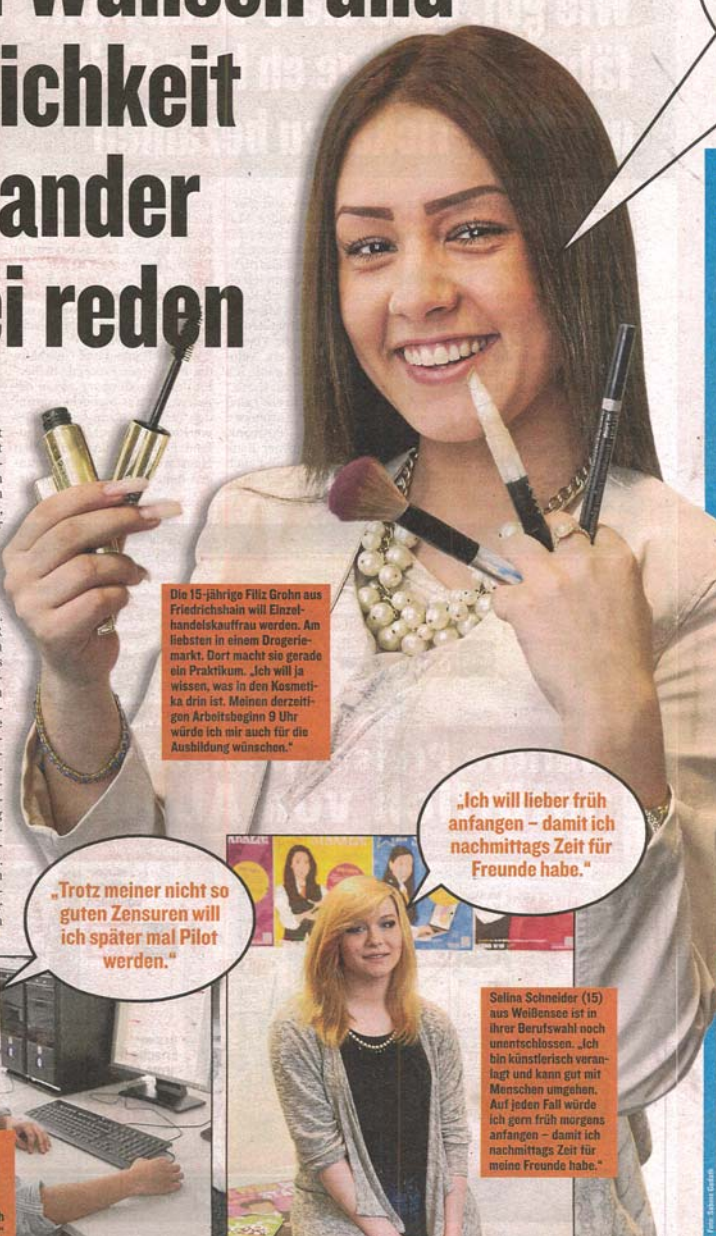 Wunsch und
ichkeit
ander
ei reden
Die 15-jährige Filiz Grohn aus
Friedrichshain will Einzel-
handelskauffrau werden. Am
liebsten in einem Drogerie-
markt. Dort macht sie gerade
ein Praktikum. „Ich will ja
wissen, was in den Kosmeti-
ka drin ist. Meinen derzeiti-
gen Arbeitsbeginn 9 Uhr
würde ich mir auch für die
Ausbildung wünschen.“
„Ich will lieber früh
anfangen – damit ich
nachmittags Zeit für
Freunde habe.“
„Trotz meiner nicht so
guten Zensuren will
ich später mal Pilot
werden.“
Selina Schneider (15)
aus Weißensee ist in
ihrer Berufswahl noch
unentschlossen. „Ich
bin künstlerisch veran-
lagt und kann gut mit
Menschen umgehen.
Auf jeden Fall würde
ich gern früh morgens
anfangen – damit ich
nachmittags Zeit für
meine Freunde habe.“
Foto: Sabine Gudath